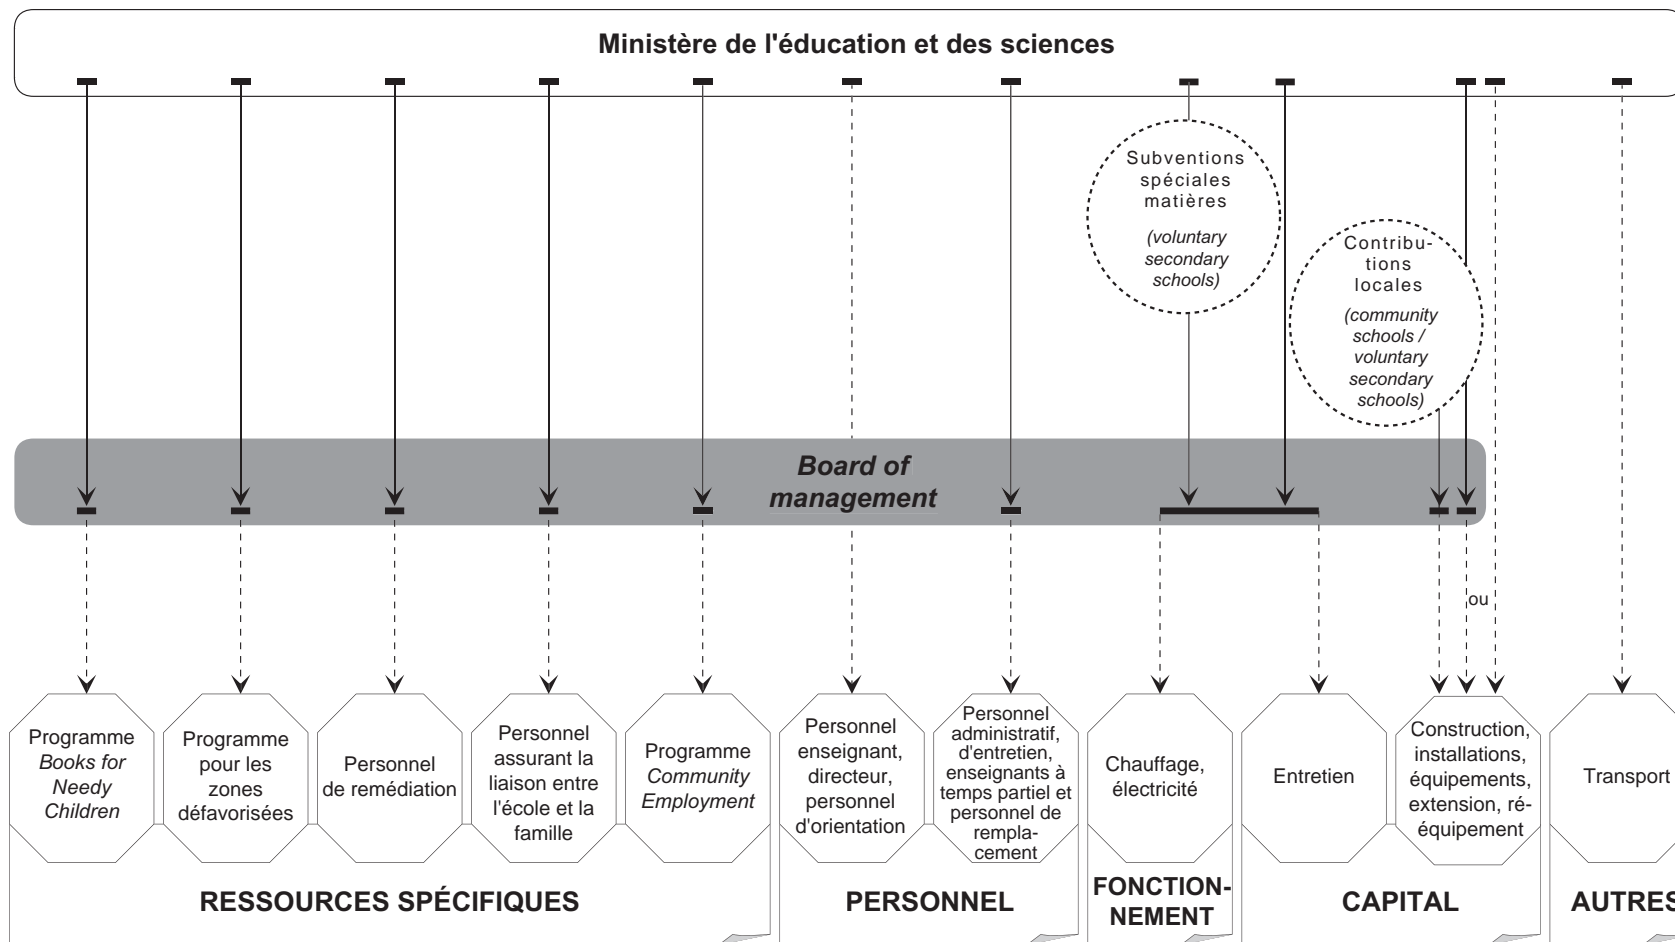 Ministère de l'éducation et des sciences
Subventions
spéciales
matières
(voluntary
secondary
schools)
Contribu-
tions
locales
(community
schools /
voluntary
secondary
schools)
Board of
management
ou
Programme
Books for
Needy
Children
Programme
pour les
zones
défavorisées
Personnel
de remédiation
Personnel
assurant la
liaison entre
l'école et la
famille
Programme
Community
Employment
Personnel
enseignant,
directeur,
personnel
d'orientation
Personnel
administratif,
d'entretien,
enseignants à
temps partiel et
personnel de
rempla-
cement
Chauffage,
électricité
Entretien
Construction,
installations,
équipements,
extension, ré-
équipement
Transport
RESSOURCES SPÉCIFIQUES
PERSONNEL
FONCTION-
NEMENT
CAPITAL
AUTRES